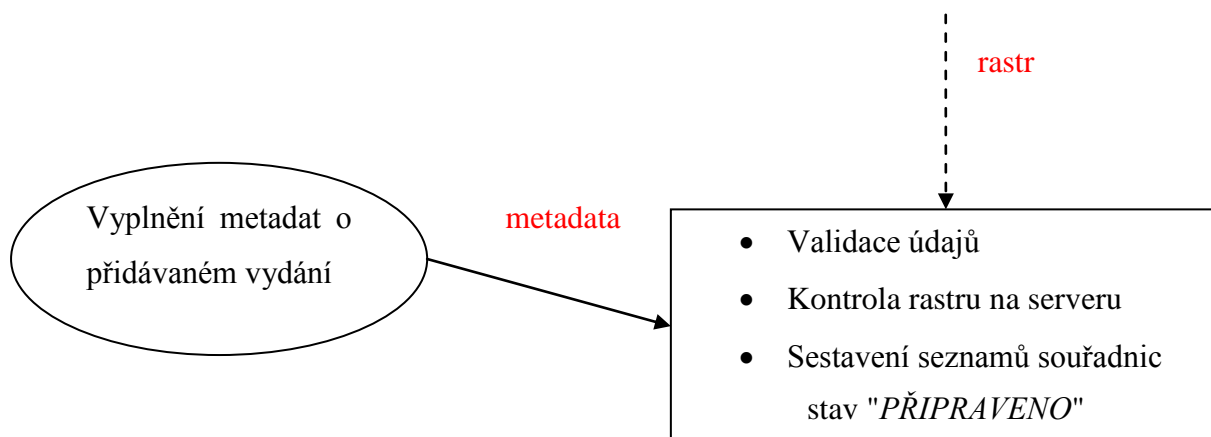 rastr
Vyplnění metadat o
přidávaném vydání
metadata
• Validace údajů
• Kontrola rastru na serveru
• Sestavení seznamů souřadnic
stav "PŘIPRAVENO"